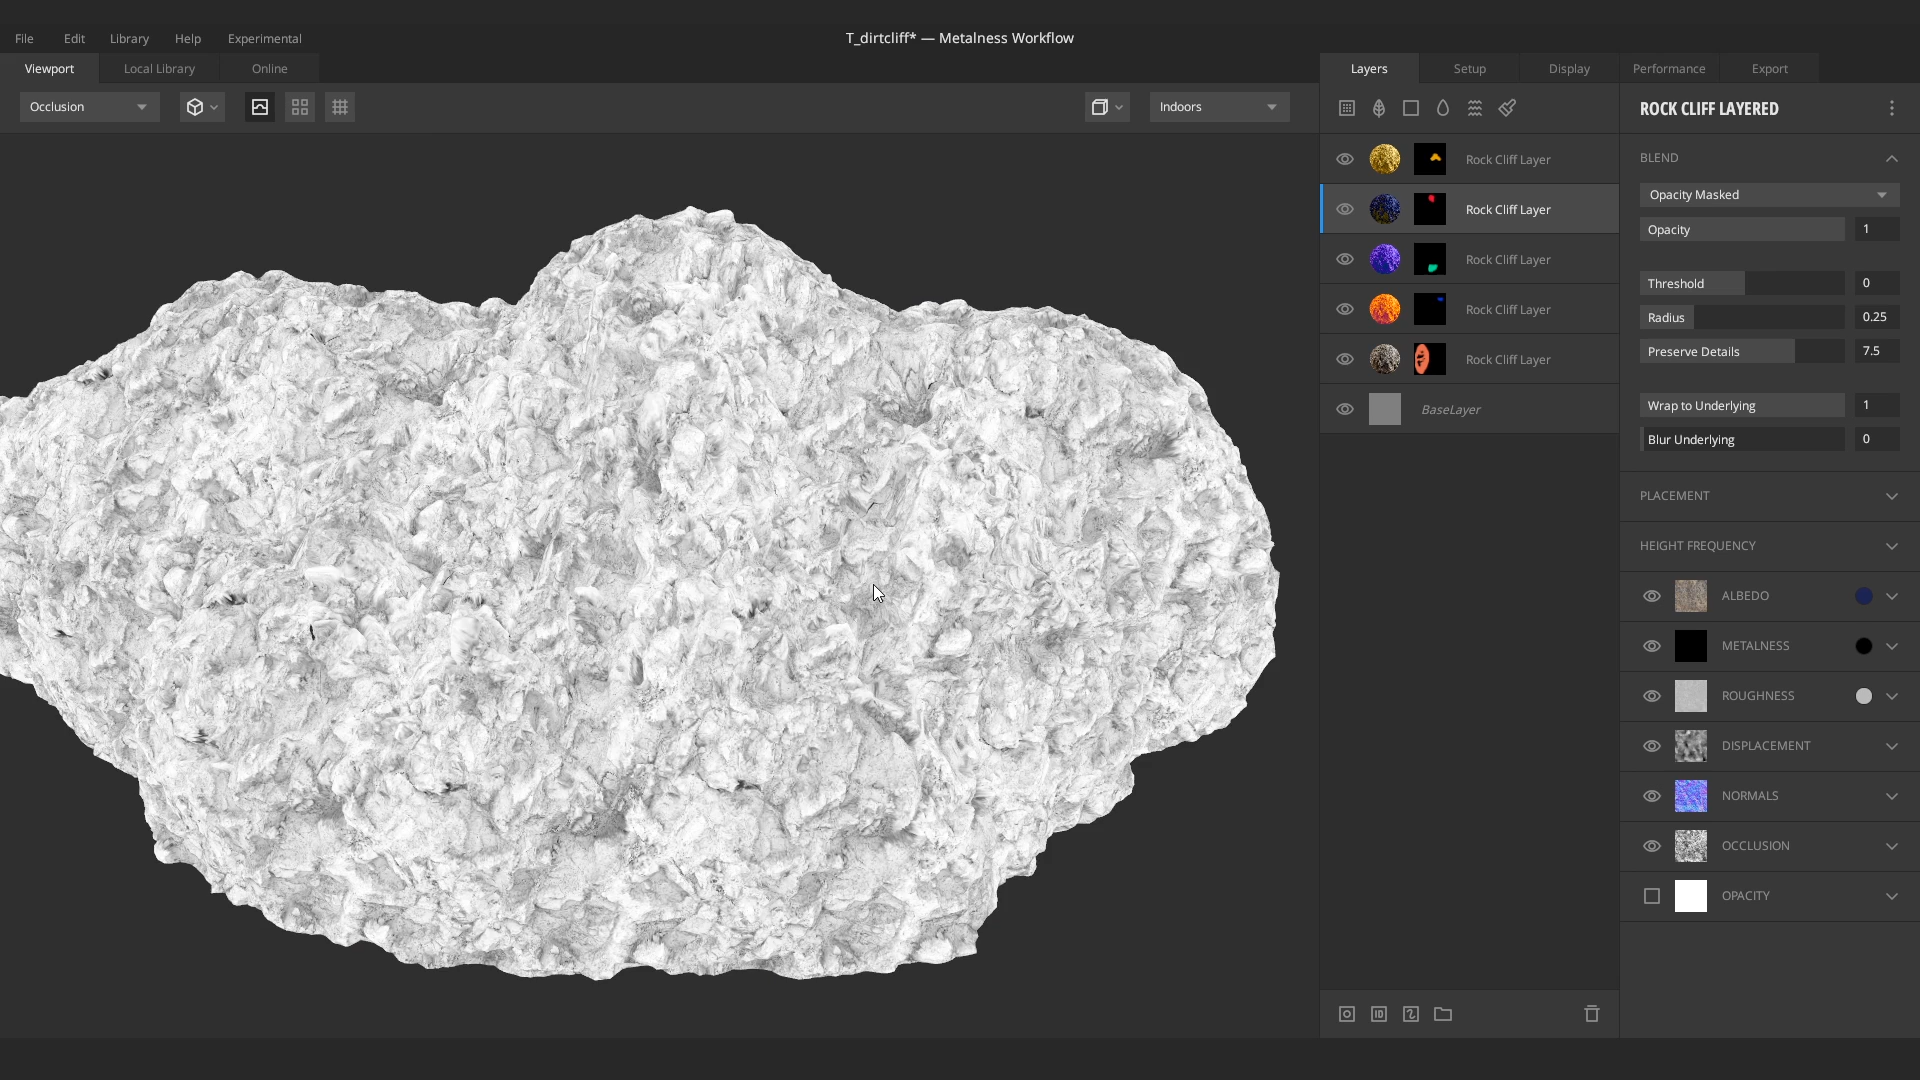 T_dirtcliff* — Metalness Workflow
File Edit Library Help Experimental
Viewport Local Library Online
Layers Setup Display Performance Export
Occlusion
Indoors
ROCK CLIFF LAYERED
Rock Cliff Layer
Rock Cliff Layer
Rock Cliff Layer
Rock Cliff Layer
Rock Cliff Layer
BaseLayer
BLEND
Opacity Masked
Opacity 1
Threshold 0
Radius 0.25
Preserve Details 7.5
Wrap to Underlying 1
Blur Underlying 0
PLACEMENT
HEIGHT FREQUENCY
ALBEDO
METALNESS
ROUGHNESS
DISPLACEMENT
NORMALS
OCCLUSION
OPACITY
ID